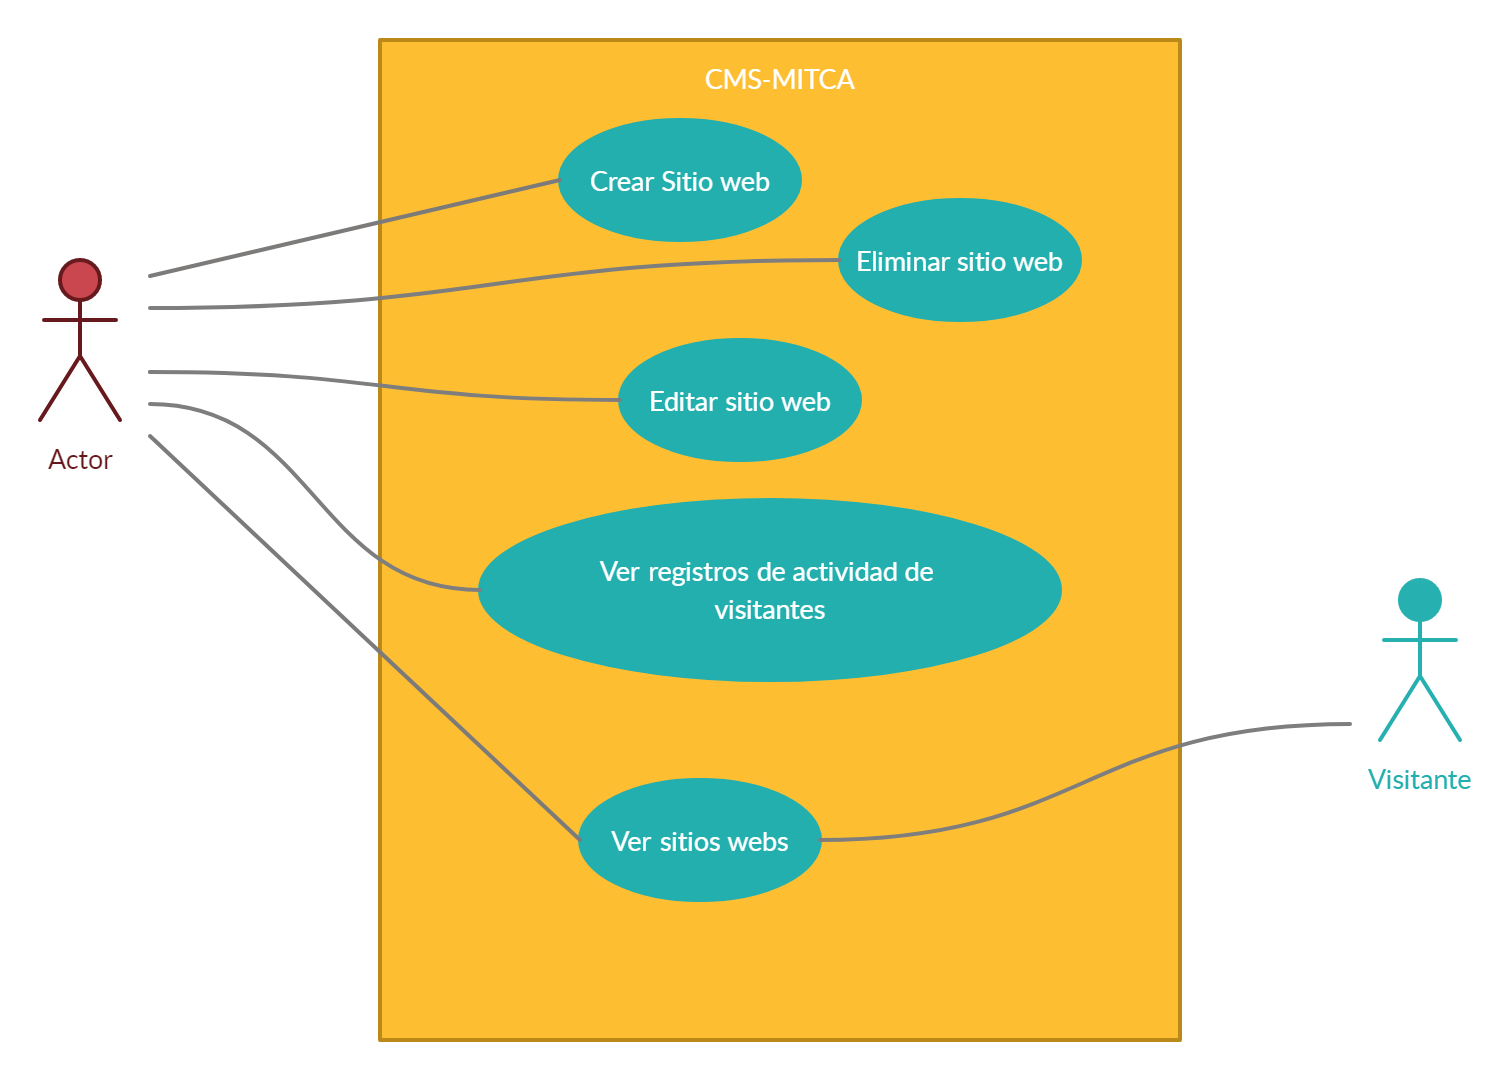 CMS-MITCA
Crear Sitio web
Eliminar sitio web
Editar sitio web
Actor
Ver registros de actividad de
visitantes
Visitante
Ver sitios webs